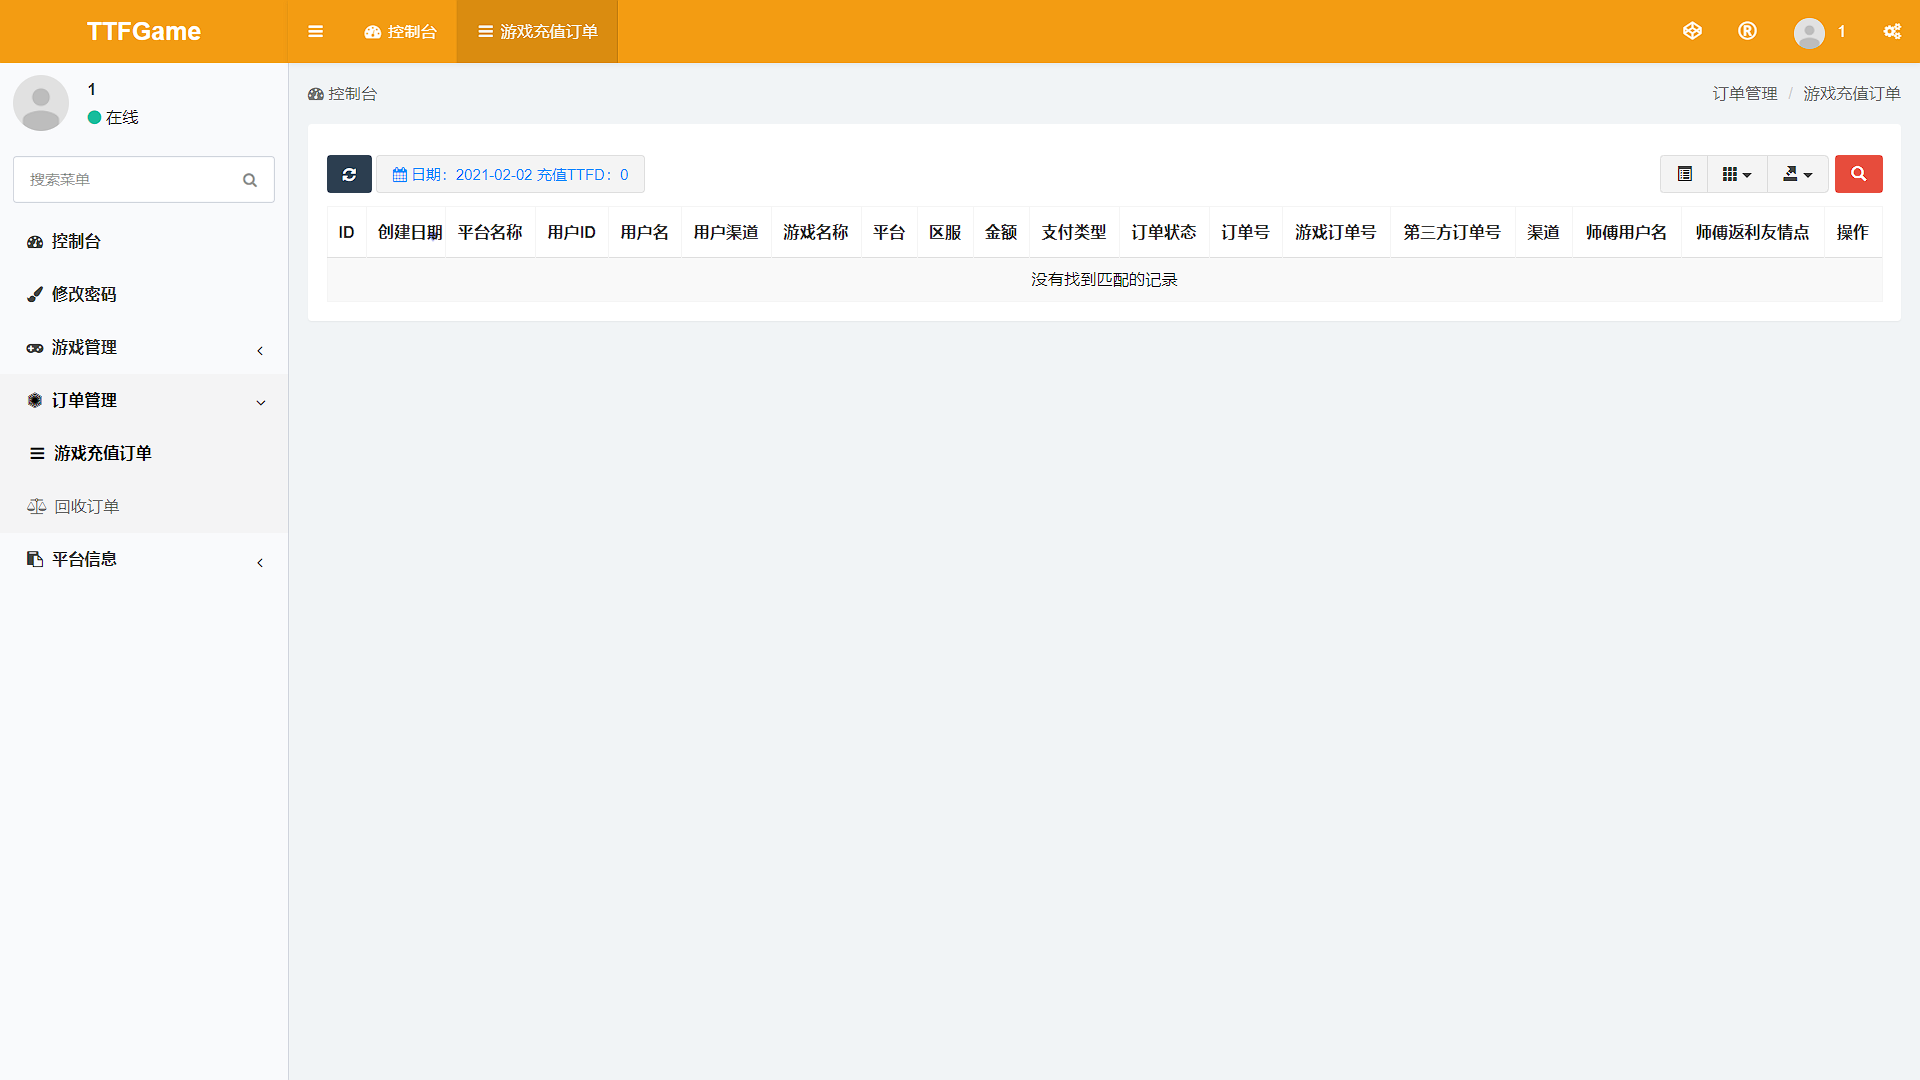 TTFGame
控制台
游戏充值订单
1
1
在线
搜索菜单
控制台
修改密码
游戏管理
订单管理
游戏充值订单
回收订单
平台信息
控制台
订单管理 / 游戏充值订单
日期：2021-02-02 充值TTFD：0
ID 创建日期 平台名称 用户ID 用户名 用户渠道 游戏名称 平台 区服 金额 支付类型 订单状态 订单号 游戏订单号 第三方订单号 渠道 师傅用户名 师傅返利友情点 操作
没有找到匹配的记录